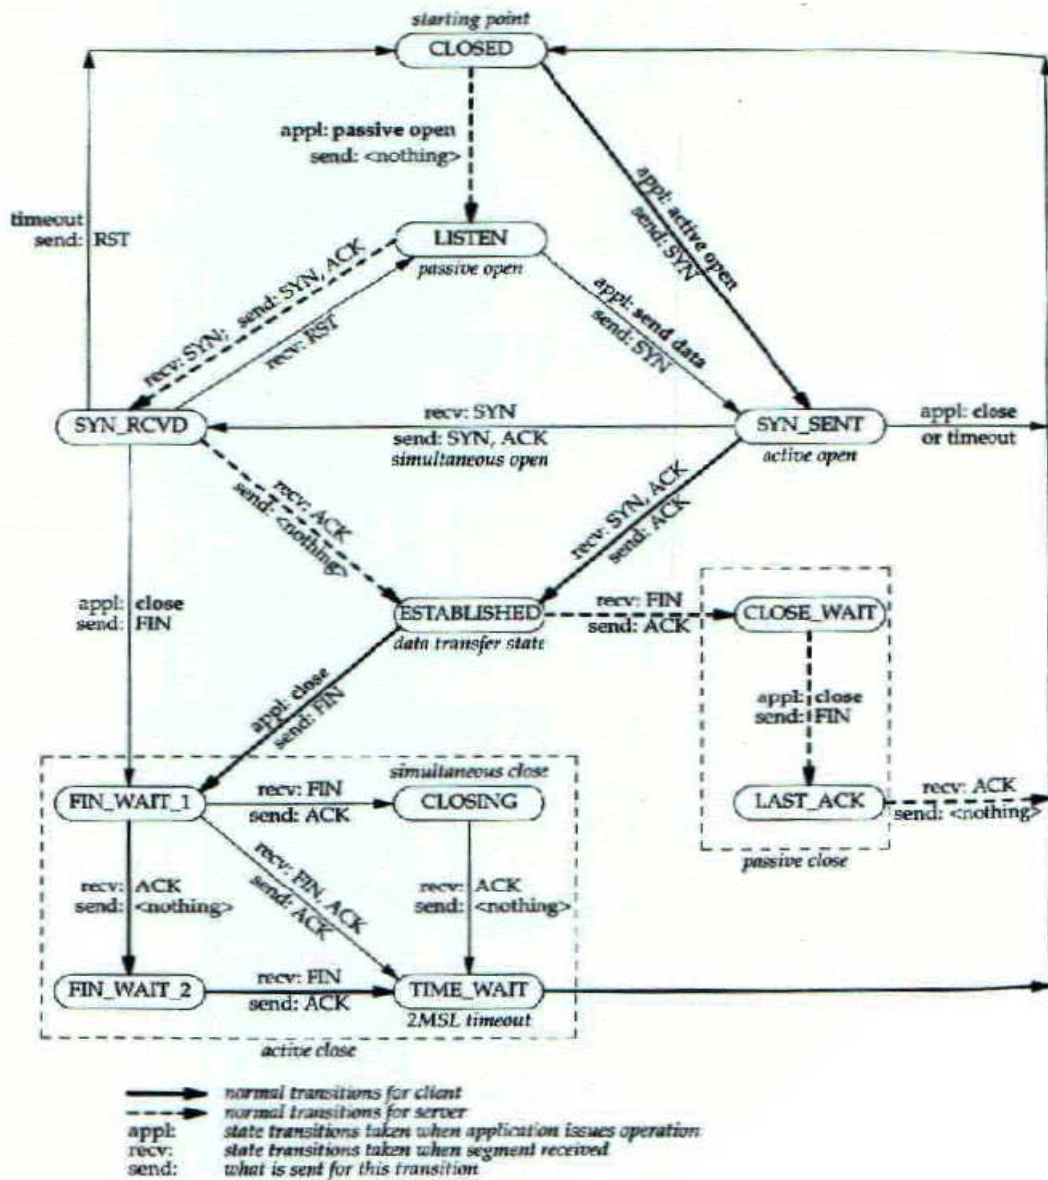 starting point
CLOSED
appl: passive open
send: <nothing>
appl: active open
send: SYN
timeout
send: RST
LISTEN
passive open
recv: SYN; send: SYN, ACK
recv: RST
appl: send data
send: SYN
SYN_RCVD
recv: SYN
send: SYN, ACK
simultaneous open
SYN_SENT
active open
appl: close
or timeout
recv: ACK
send: <nothing>
recv: SYN, ACK
send: ACK
appl: close
send: FIN
ESTABLISHED
data transfer state
recv: FIN
send: ACK
CLOSE_WAIT
appl: close
send: FIN
appl: close
send: FIN
simultaneous close
FIN_WAIT_1
recv: FIN
send: ACK
CLOSING
LAST_ACK
recv: ACK
send: <nothing>
passive close
recv: ACK
send: <nothing>
recv: FIN, ACK
send: ACK
recv: ACK
send: <nothing>
FIN_WAIT_2
recv: FIN
send: ACK
TIME_WAIT
2MSL timeout
active close
normal transitions for client
normal transitions for server
appl: state transitions taken when application issues operation
recv: state transitions taken when segment received
send: what is sent for this transition